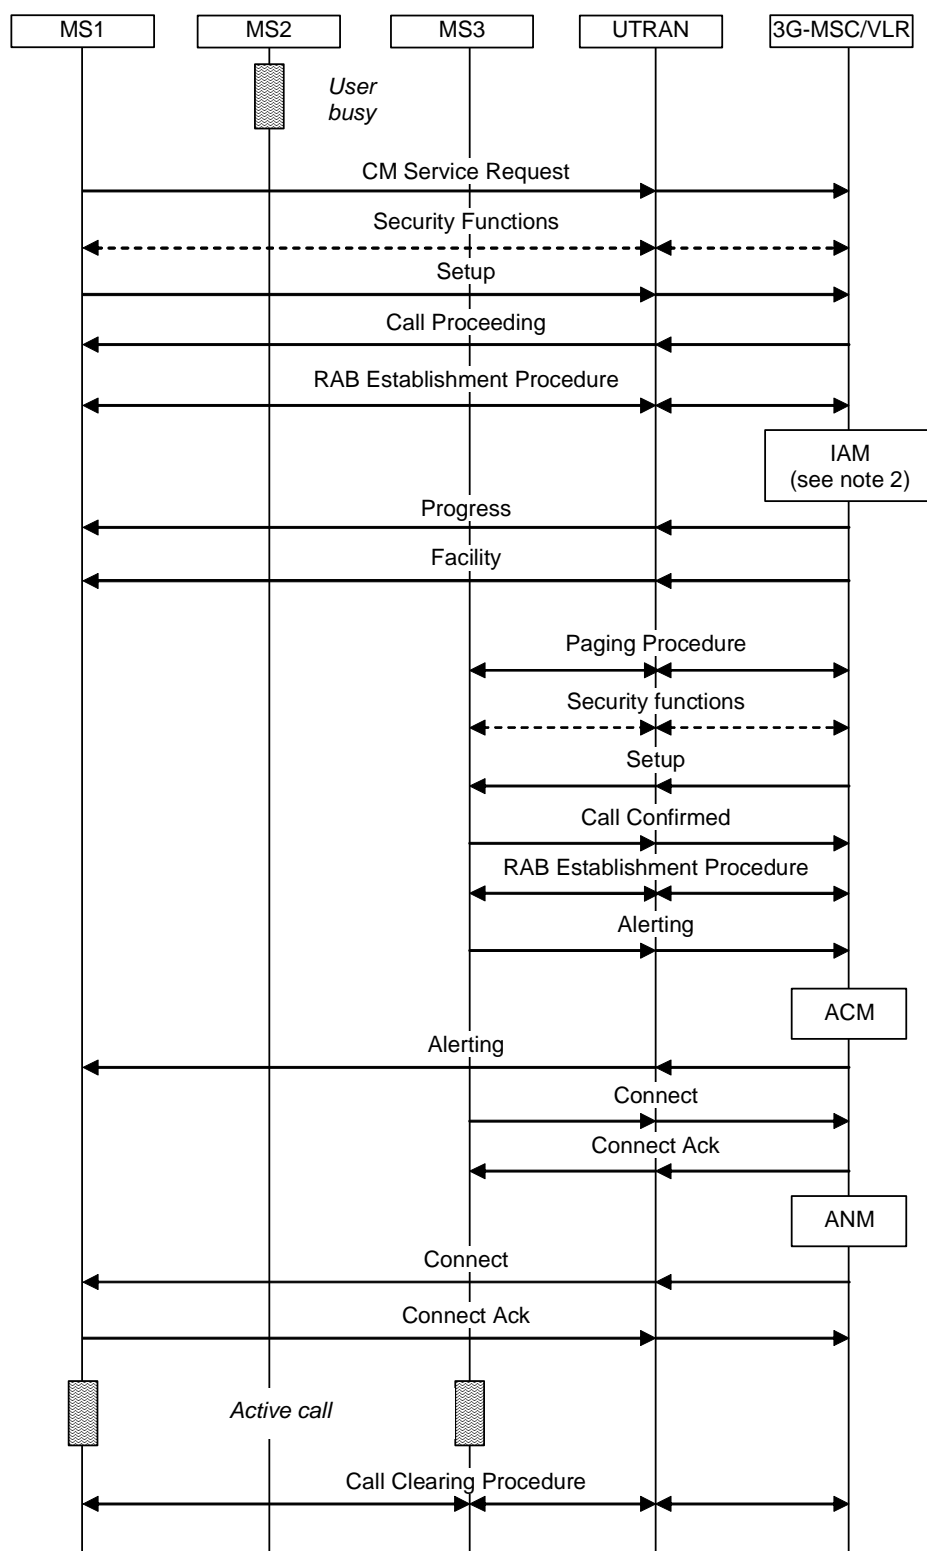 MS1 MS2 MS3 UTRAN 3G-MSC/VLR
User
busy
CM Service Request
Security Functions
Setup
Call Proceeding
RAB Establishment Procedure
IAM
(see note 2)
Progress
Facility
Paging Procedure
Security functions
Setup
Call Confirmed
RAB Establishment Procedure
Alerting
ACM
Alerting
Connect
Connect Ack
ANM
Connect
Connect Ack
Active call
Call Clearing Procedure